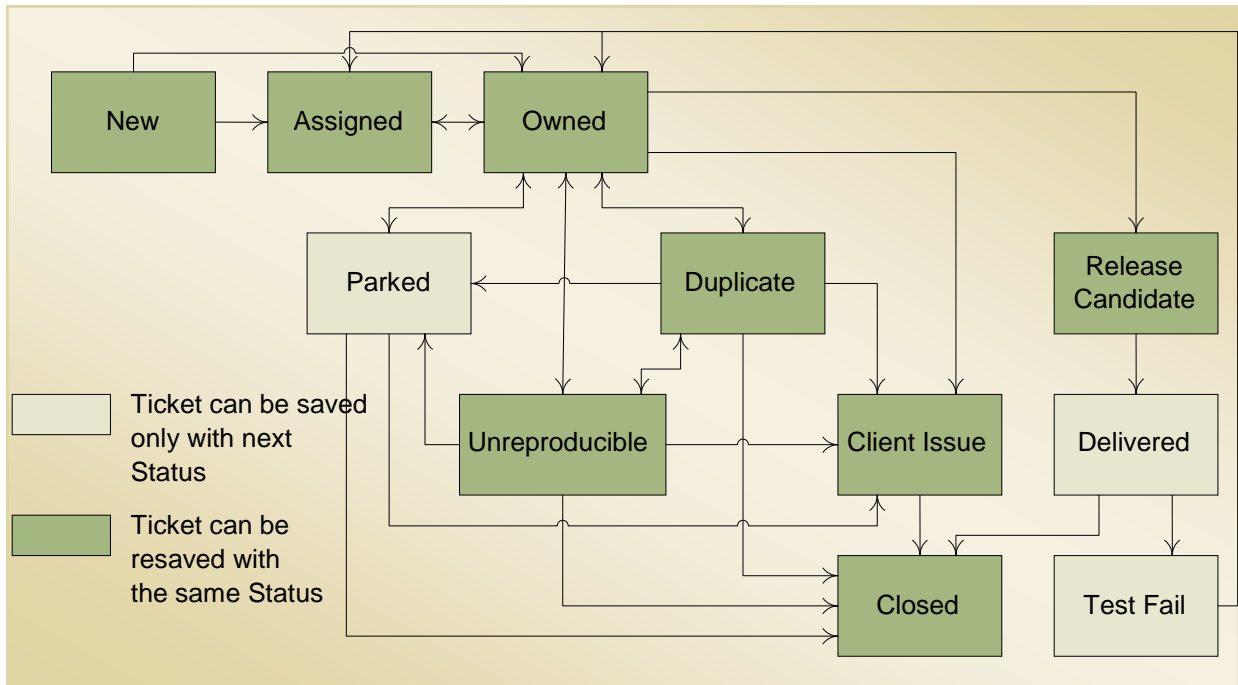 New
Assigned
Owned
Parked
Duplicate
Release
Candidate
Ticket can be saved
only with next
Status
Unreproducible
Client Issue
Delivered
Ticket can be
resaved with
the same Status
Closed
Test Fail